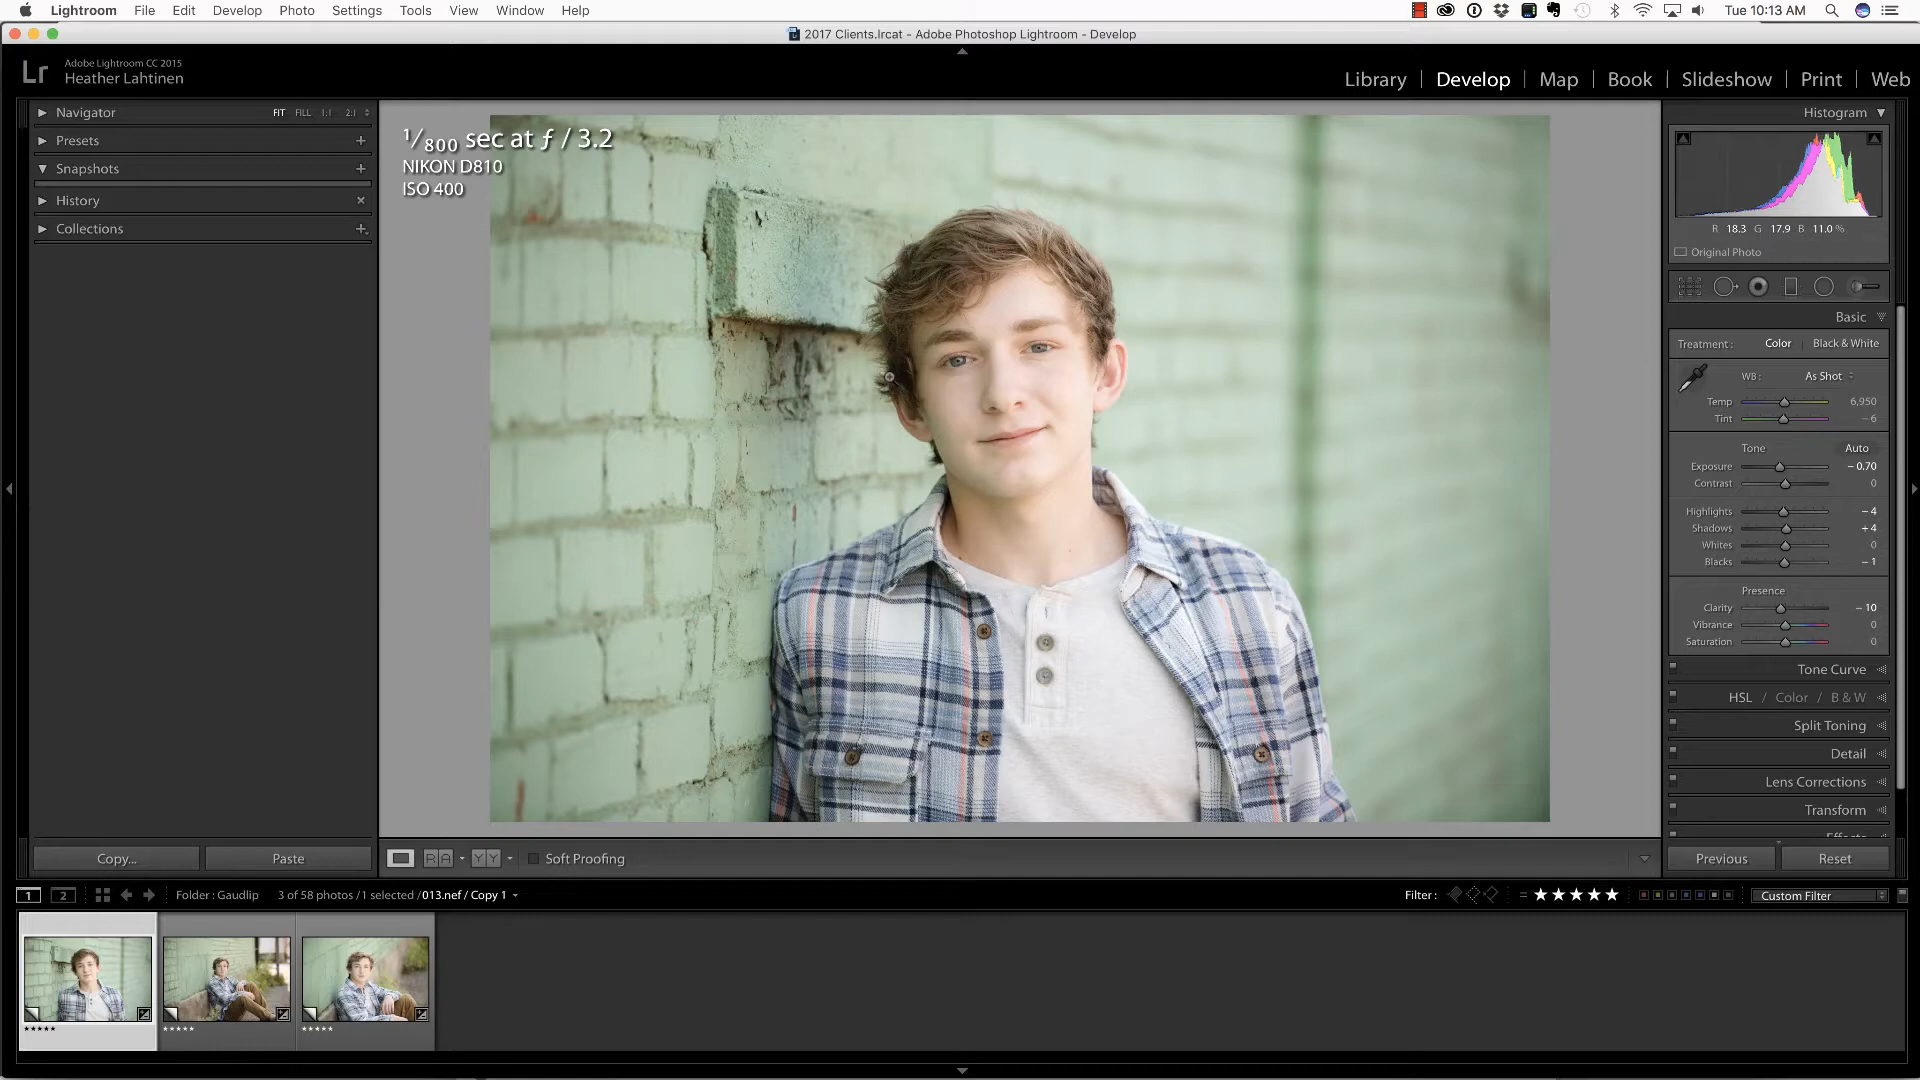 Lightroom File Edit Develop Photo Settings Tools View Window Help Tue 10:13 AM
2017 Clients.lrcat - Adobe Photoshop Lightroom - Develop
Lr Adobe Lightroom CC 2015
Heather Lahtinen
Library | Develop | Map | Book | Slideshow | Print | Web
Navigator FIT FILL 1:1 2:1
Presets +
Snapshots +
History ×
Collections +
Copy... Paste
1/800 sec at ƒ / 3.2
NIKON D810
ISO 400
Histogram
R 18.3 G 17.9 B 11.0 %
Original Photo
Basic
Treatment : Color | Black & White
WB : As Shot
Temp 6,950
Tint - 6
Tone Auto
Exposure - 0.70
Contrast 0
Highlights - 4
Shadows + 4
Whites 0
Blacks - 1
Presence
Clarity - 10
Vibrance 0
Saturation 0
Tone Curve
HSL / Color / B & W
Split Toning
Detail
Lens Corrections
Transform
Effects
Previous Reset
R A Y Y Soft Proofing
1 2 Folder : Gaudlip 3 of 58 photos / 1 selected / 013.nef / Copy 1 Filter : = ★★★★★ Custom Filter
★★★★★ ★★★★★ ★★★★★